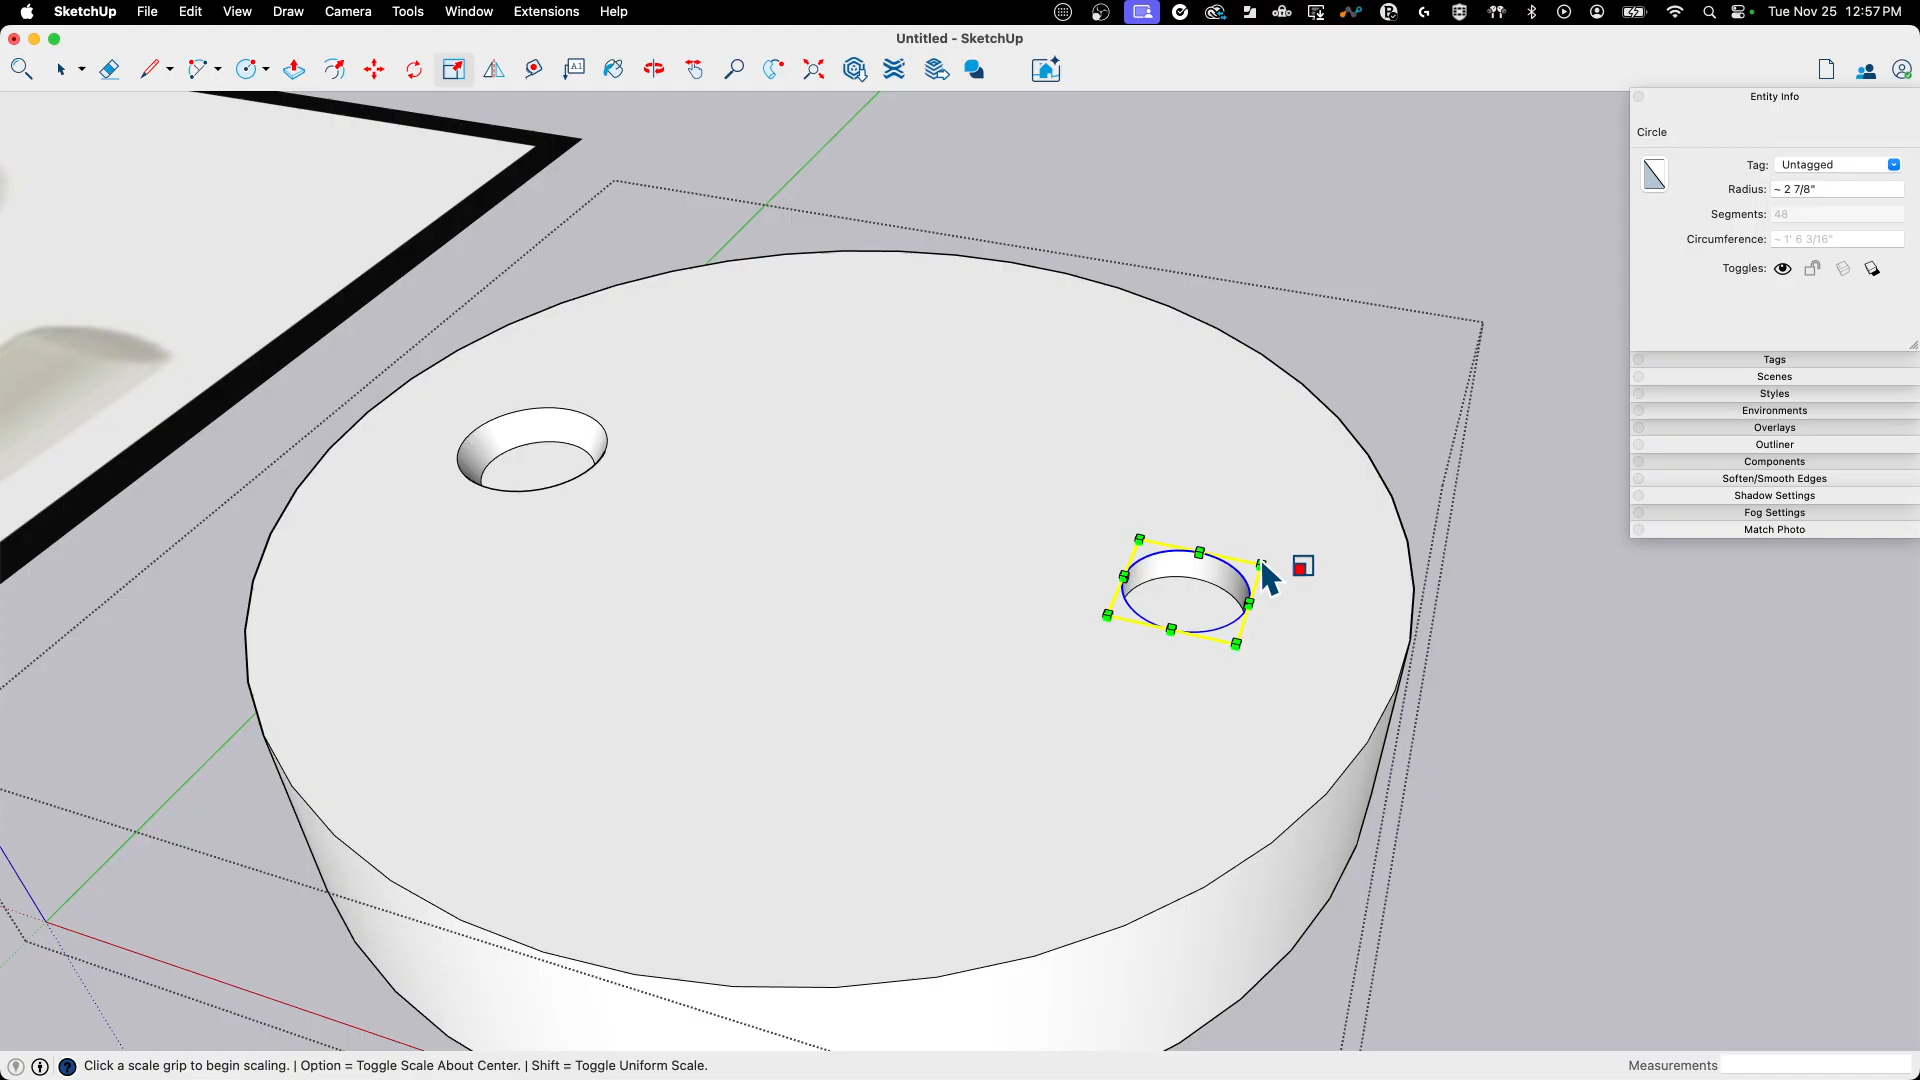 SketchUp File Edit View Draw Camera Tools Window Extensions Help Tue Nov 25 12:57 PM
Untitled - SketchUp
A1
Entity Info
Circle
Tag: Untagged
Radius: ~ 2 7/8"
Segments: 48
Circumference: ~ 1' 6 3/16"
Toggles:
Tags
Scenes
Styles
Environments
Overlays
Outliner
Components
Soften/Smooth Edges
Shadow Settings
Fog Settings
Match Photo
Click a scale grip to begin scaling. | Option = Toggle Scale About Center. | Shift = Toggle Uniform Scale. Measurements